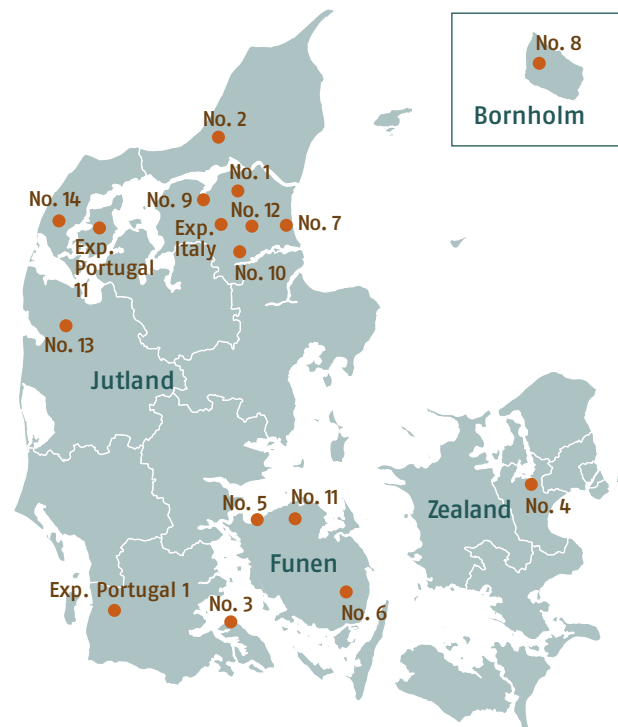 No. 8
Bornholm
No. 2
No. 1
No. 9
No. 14
No. 12
No. 7
Exp.
Italy
Exp.
Portugal
11
No. 10
No. 13
Jutland
No. 5
No. 11
Zealand
No. 4
Funen
Exp. Portugal 1
No. 3
No. 6